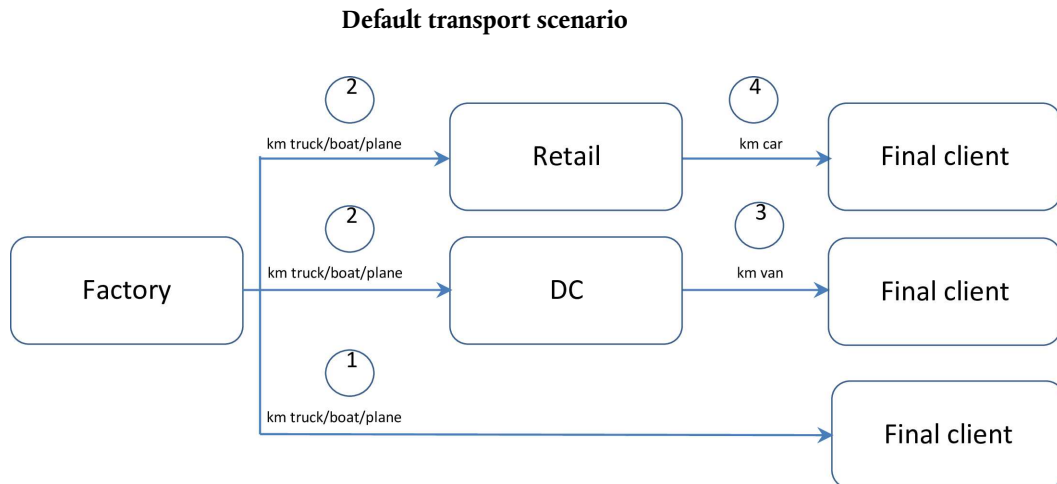 Default transport scenario
2
4
km truck/boat/plane
Retail
km car
Final client
2
3
Factory
km truck/boat/plane
DC
km van
Final client
1
km truck/boat/plane
Final client